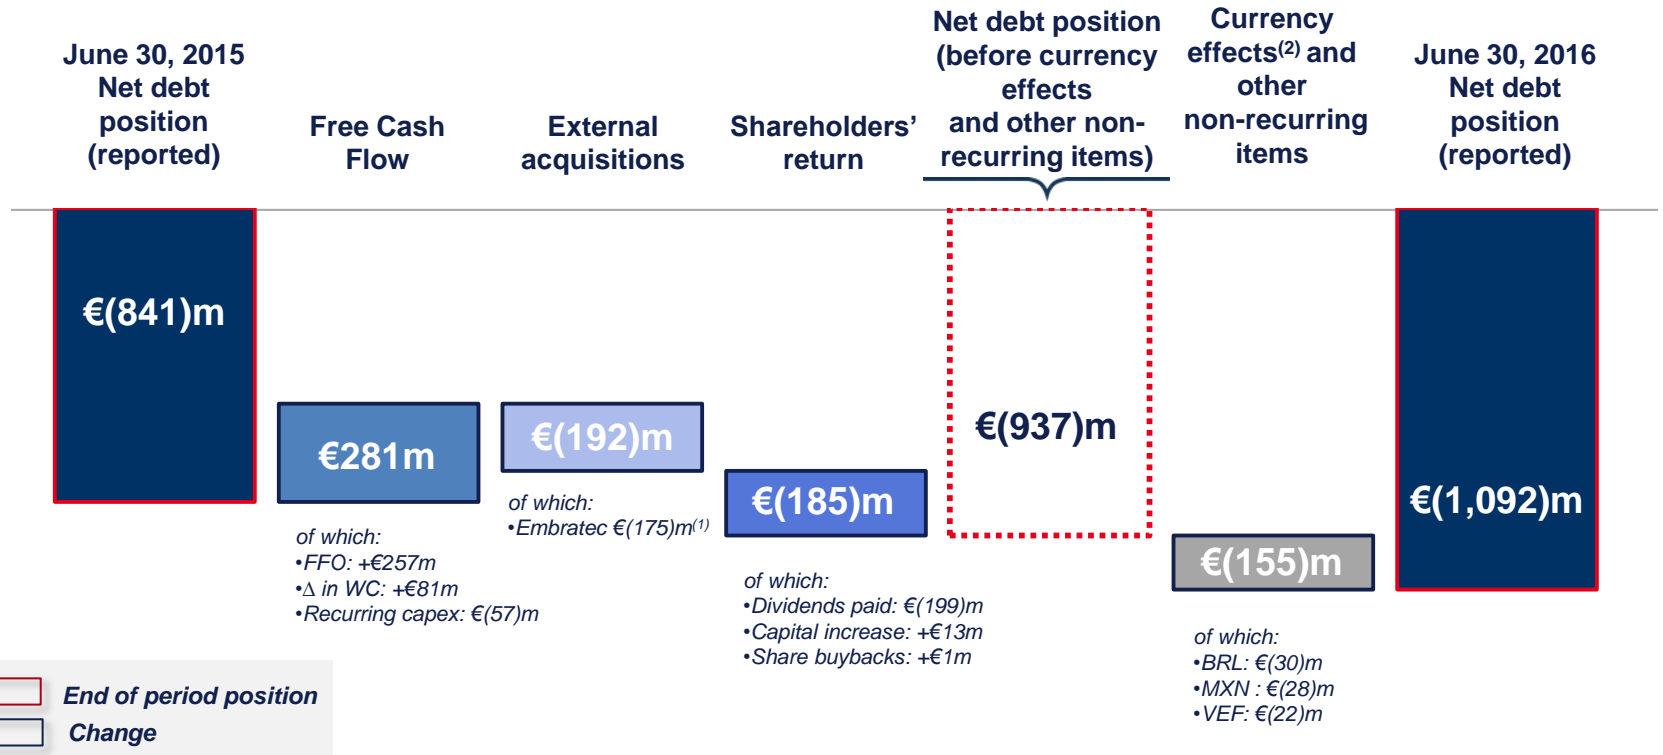 June 30, 2015
Net debt
position
(reported)
Free Cash
Flow
External
acquisitions
Shareholders’
return
Net debt position
(before currency
effects
and other non-
recurring items)
Currency
effects(2) and
other
non-recurring
items
June 30, 2016
Net debt
position
(reported)
€(841)m
€281m
of which:
•FFO: +€257m
•Δ in WC: +€81m
•Recurring capex: €(57)m
€(192)m
of which:
•Embratec €(175)m(1)
€(185)m
of which:
•Dividends paid: €(199)m
•Capital increase: +€13m
•Share buybacks: +€1m
€(937)m
€(155)m
of which:
•BRL: €(30)m
•MXN : €(28)m
•VEF: €(22)m
€(1,092)m
End of period position
Change